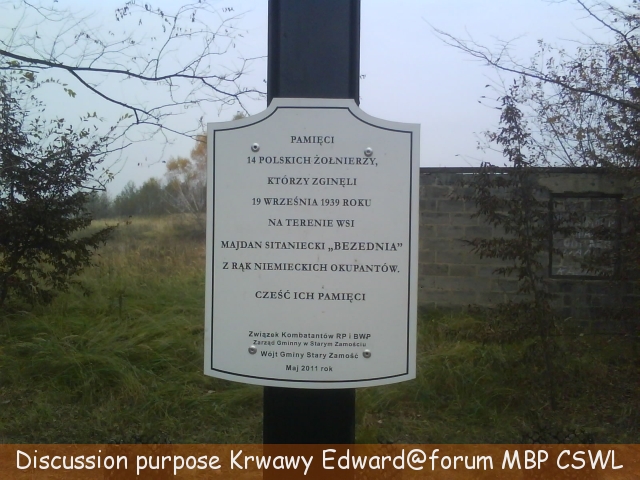 PAMIĘCI
14 POLSKICH ŻOŁNIERZY,
KTÓRZY ZGINĘLI
19 WRZEŚNIA 1939 ROKU
NA TERENIE WSI
MAJDAN SITANIECKI „BEZEDNIA”
Z RĄK NIEMIECKICH OKUPANTÓW.
CZEŚĆ ICH PAMIĘCI
Związek Kombatantów RP i BWP
Zarząd Gminny w Starym Zamościu
Wójt Gminy Stary Zamość
Maj 2011 rok
Discussion purpose Krwawy Edward@forum MBP CSWL